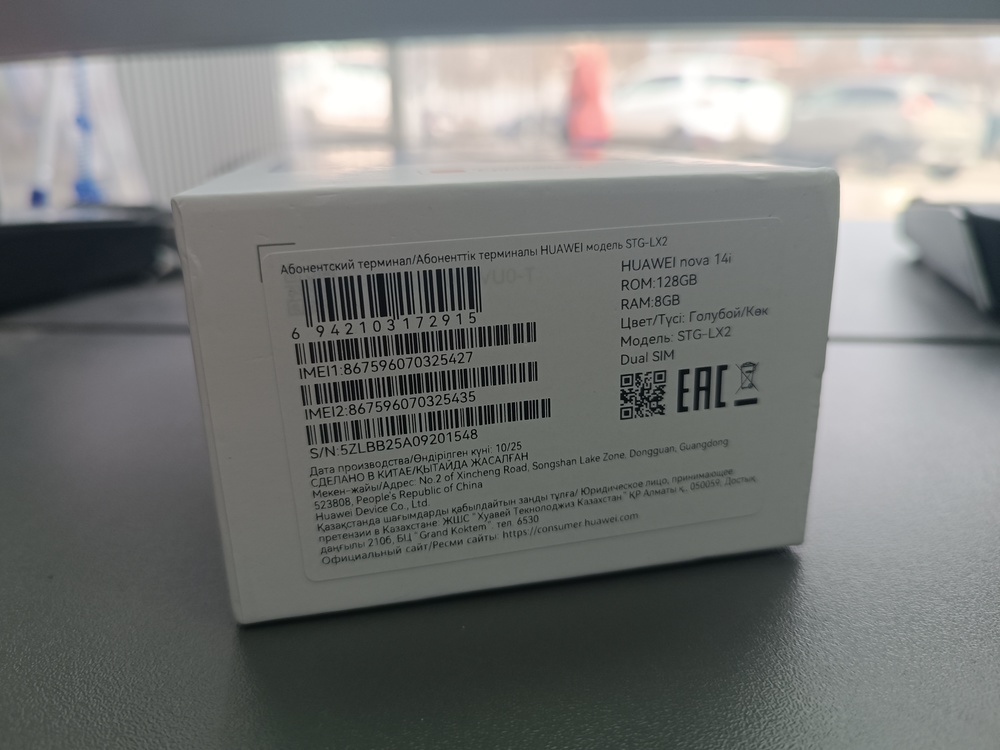 Абонентский терминал/Абоненттік терминалы HUAWEI модель STG-LX2
6 942103 172915
IMEI1:867596070325427
IMEI2:867596070325435
S/N:5ZLBB25A09201548
HUAWEI nova 14i
ROM:128GB
RAM:8GB
Цвет/Түсі: Голубой/Көк
Модель: STG-LX2
Dual SIM
EAC
Дата производства/Өндірілген күні: 10/25
СДЕЛАНО В КИТАЕ/ҚЫТАЙДА ЖАСАЛҒАН
Мекен-жайы/Адрес: No.2 of Xincheng Road, Songshan Lake Zone, Dongguan, Guangdong
523808, People's Republic of China
Huawei Device Co., Ltd.
Қазақстанда шағымдарды қабылдайтын заңды тұлға/ Юридическое лицо, принимающие
претензии в Казахстане: ЖШС "Хуавей Технолоджиз Казахстан" ҚР Алматы қ., 050059, Достық
даңғылы 210б, БЦ "Grand Koktem". тел. 6530
Официальный сайт/Ресми сайты: https://consumer.huawei.com